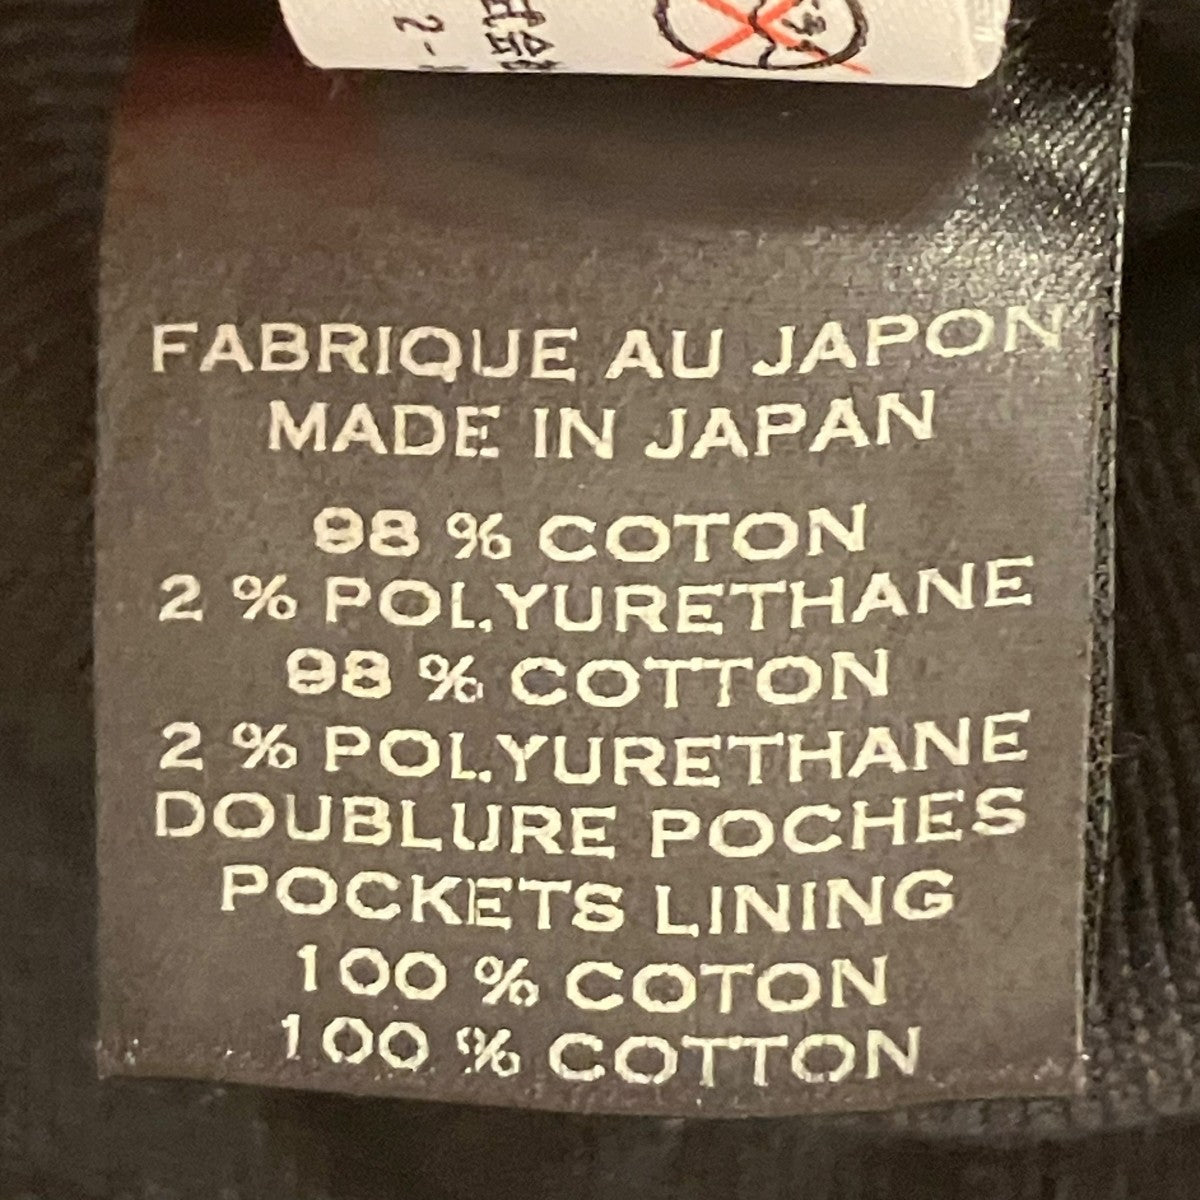 FABRIQUE AU JAPON
MADE IN JAPAN
98 % COTON
2 % POLYURETHANE
98 % COTTON
2 % POLYURETHANE
DOUBLURE POCHES
POCKETS LINING
100 % COTON
100 % COTTON